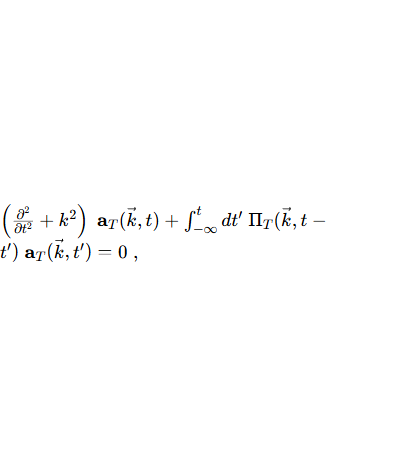 $\left(\frac{\partial^2}{\partial t^2} + k^2\right)\ \mathbf{a}_T(\vec{k}, t) + \int_{-\infty}^{t} dt'\ \Pi_T(\vec{k}, t -$
$t')\ \mathbf{a}_T(\vec{k}, t') = 0\ ,$